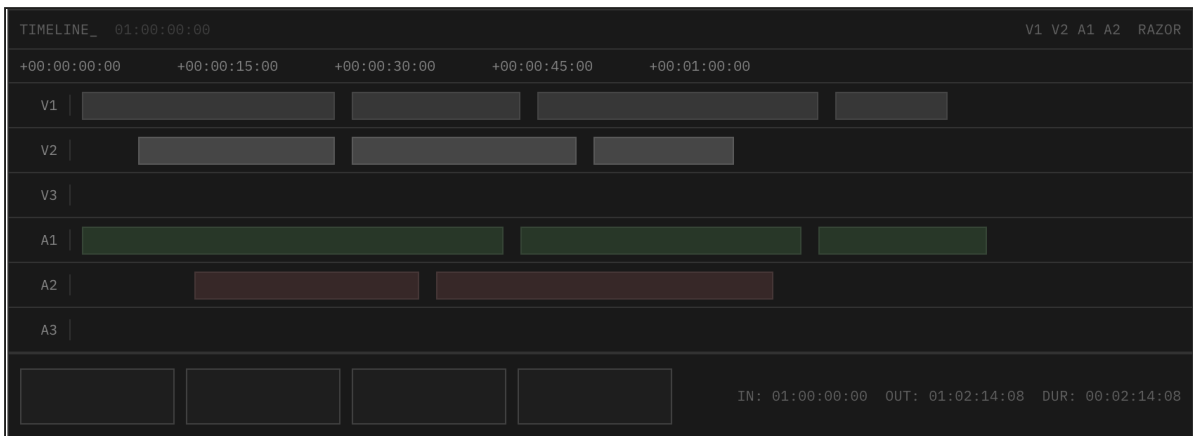 TIMELINE_ 01:00:00:00 V1 V2 A1 A2 RAZOR
+00:00:00:00 +00:00:15:00 +00:00:30:00 +00:00:45:00 +00:01:00:00
V1
V2
V3
A1
A2
A3
IN: 01:00:00:00 OUT: 01:02:14:08 DUR: 00:02:14:08